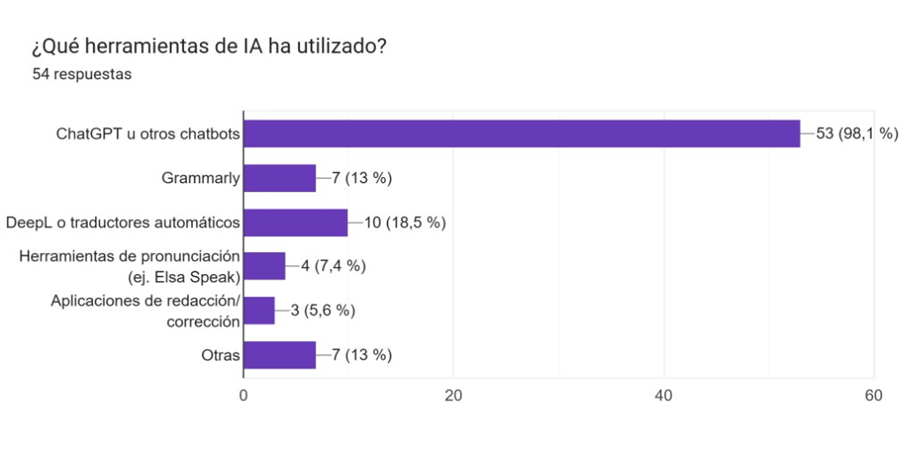 ¿Qué herramientas de IA ha utilizado?
54 respuestas
ChatGPT u otros chatbots
53 (98,1 %)
Grammarly
7 (13 %)
DeepL o traductores automáticos
10 (18,5 %)
Herramientas de pronunciación
(ej. Elsa Speak)
4 (7,4 %)
Aplicaciones de redacción/
corrección
3 (5,6 %)
Otras
7 (13 %)
0
20
40
60